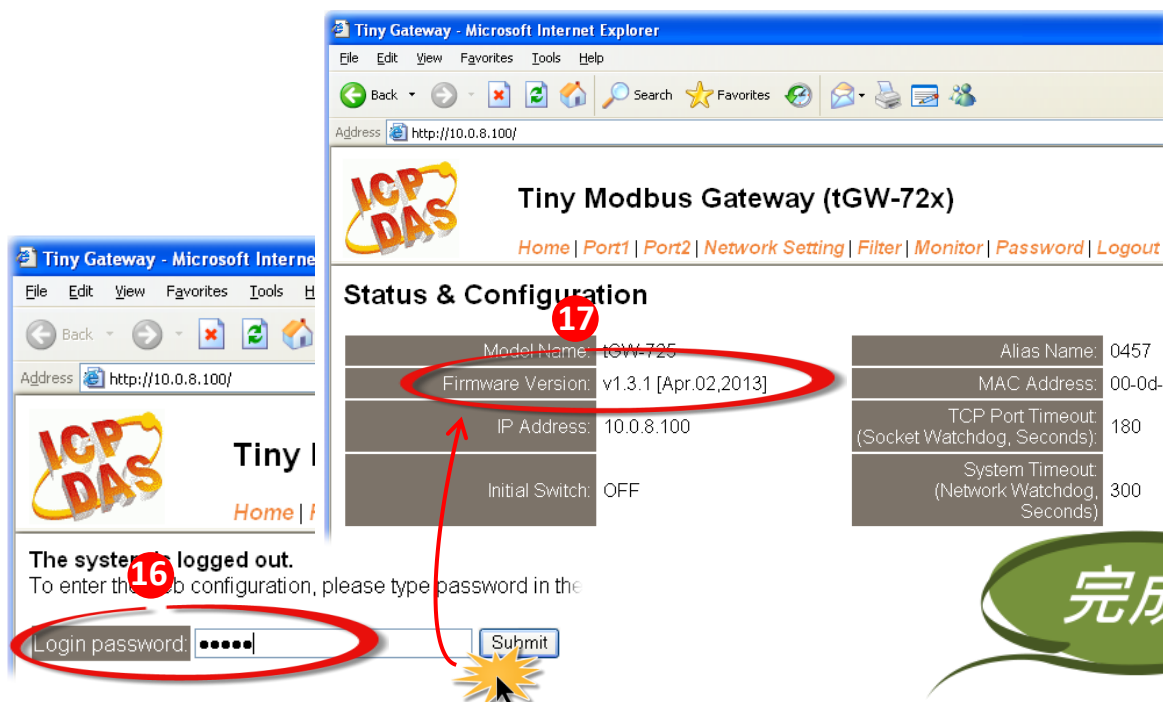 Tiny Gateway - Microsoft Internet Explorer
File Edit View Favorites Tools Help
Back Search Favorites
Address http://10.0.8.100/
ICP DAS
Tiny Modbus Gateway (tGW-72x)
Home | Port1 | Port2 | Network Setting | Filter | Monitor | Password | Logout
Status & Configuration
17
Model Name: tGW-725 Alias Name: 0457
Firmware Version: v1.3.1 [Apr.02,2013] MAC Address: 00-0d-
IP Address: 10.0.8.100 TCP Port Timeout: (Socket Watchdog, Seconds): 180
Initial Switch: OFF System Timeout: (Network Watchdog, Seconds) 300
Tiny Gateway - Microsoft Interne
File Edit View Favorites Tools H
Back
Address http://10.0.8.100/
ICP DAS
Tiny
Home |
The system is logged out.
16
To enter the web configuration, please type password in the
Login password: ●●●●● Submit
完成